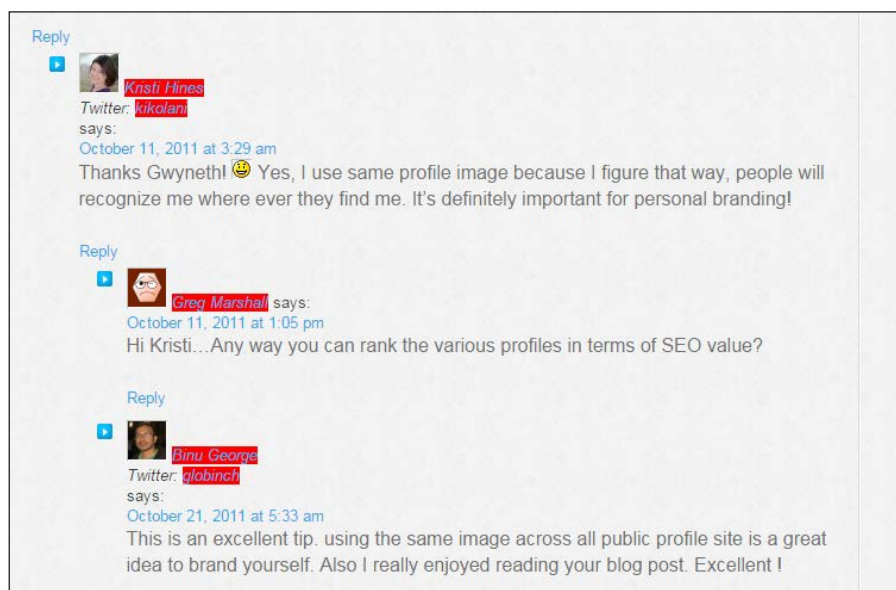 Reply
Kristi Hines
Twitter: kikolani
says:
October 11, 2011 at 3:29 am
Thanks Gwyneth! Yes, I use same profile image because I figure that way, people will
recognize me where ever they find me. It’s definitely important for personal branding!
Reply
Greg Marshall says:
October 11, 2011 at 1:05 pm
Hi Kristi…Any way you can rank the various profiles in terms of SEO value?
Reply
Binu George
Twitter: globinch
says:
October 21, 2011 at 5:33 am
This is an excellent tip. using the same image across all public profile site is a great
idea to brand yourself. Also I really enjoyed reading your blog post. Excellent !